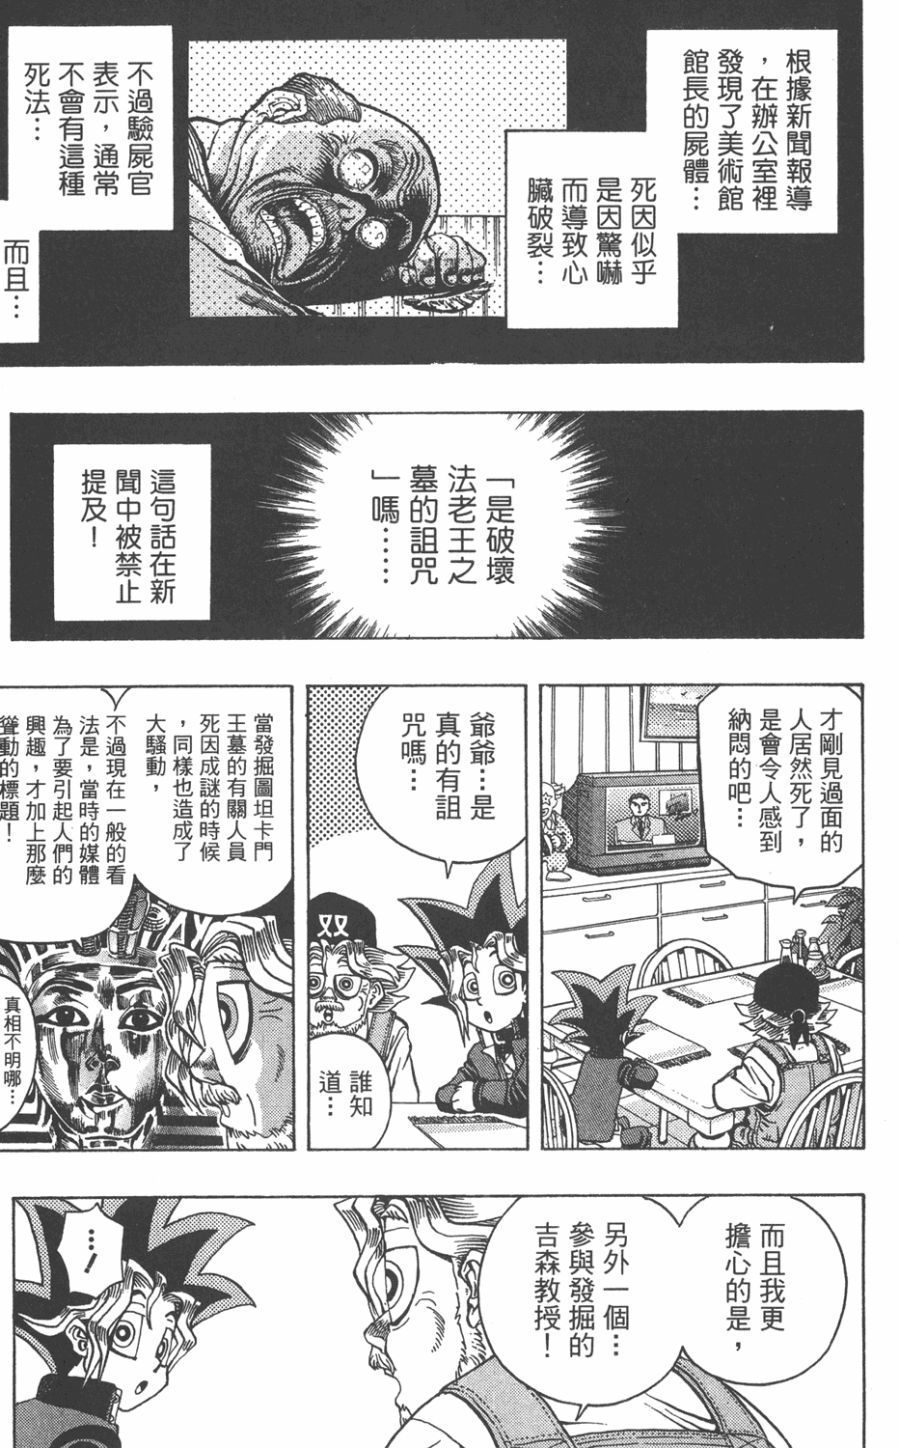 根據新聞報導
，在辦公室裡
發現了美術館
館長的屍體…
死因似乎
是因驚嚇
而導致心
臟破裂…
不過驗屍官
表示，通常
不會有這種
死法…
而且…
「是破壞
法老王之
墓的詛咒
」嗎……
這句話在新
聞中被禁止
提及！
才剛見過面的
人居然死了，
是會令人感到
納悶的吧…
爺爺…是
真的有詛
咒嗎…
双
誰知
道…
當發掘圖坦卡門
王墓的有關人員
死因成謎的時候
，同樣也造成了
大騷動，
不過現在一般的看
法是，當時的媒體
為了要引起人們的
興趣，才加上那麼
聳動的標題！
真相不明哪…
而且我更
擔心的是，
另外一個…
參與發掘的
吉森教授！
…！